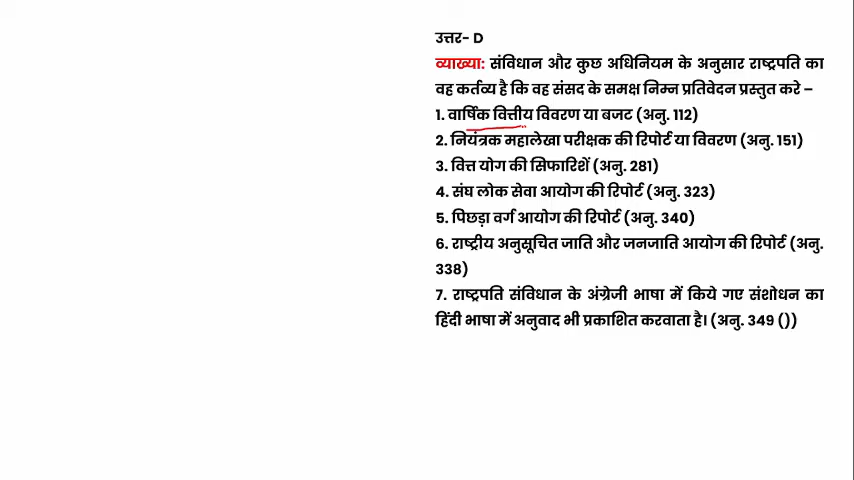 उत्तर- D
व्याख्या: संविधान और कुछ अधिनियम के अनुसार राष्ट्रपति का
वह कर्तव्य है कि वह संसद के समक्ष निम्न प्रतिवेदन प्रस्तुत करे –
1. वार्षिक वित्तीय विवरण या बजट (अनु. 112)
2. नियंत्रक महालेखा परीक्षक की रिपोर्ट या विवरण (अनु. 151)
3. वित्त योग की सिफारिशें (अनु. 281)
4. संघ लोक सेवा आयोग की रिपोर्ट (अनु. 323)
5. पिछड़ा वर्ग आयोग की रिपोर्ट (अनु. 340)
6. राष्ट्रीय अनुसूचित जाति और जनजाति आयोग की रिपोर्ट (अनु.
338)
7. राष्ट्रपति संविधान के अंग्रेजी भाषा में किये गए संशोधन का
हिंदी भाषा में अनुवाद भी प्रकाशित करवाता है। (अनु. 349 ())